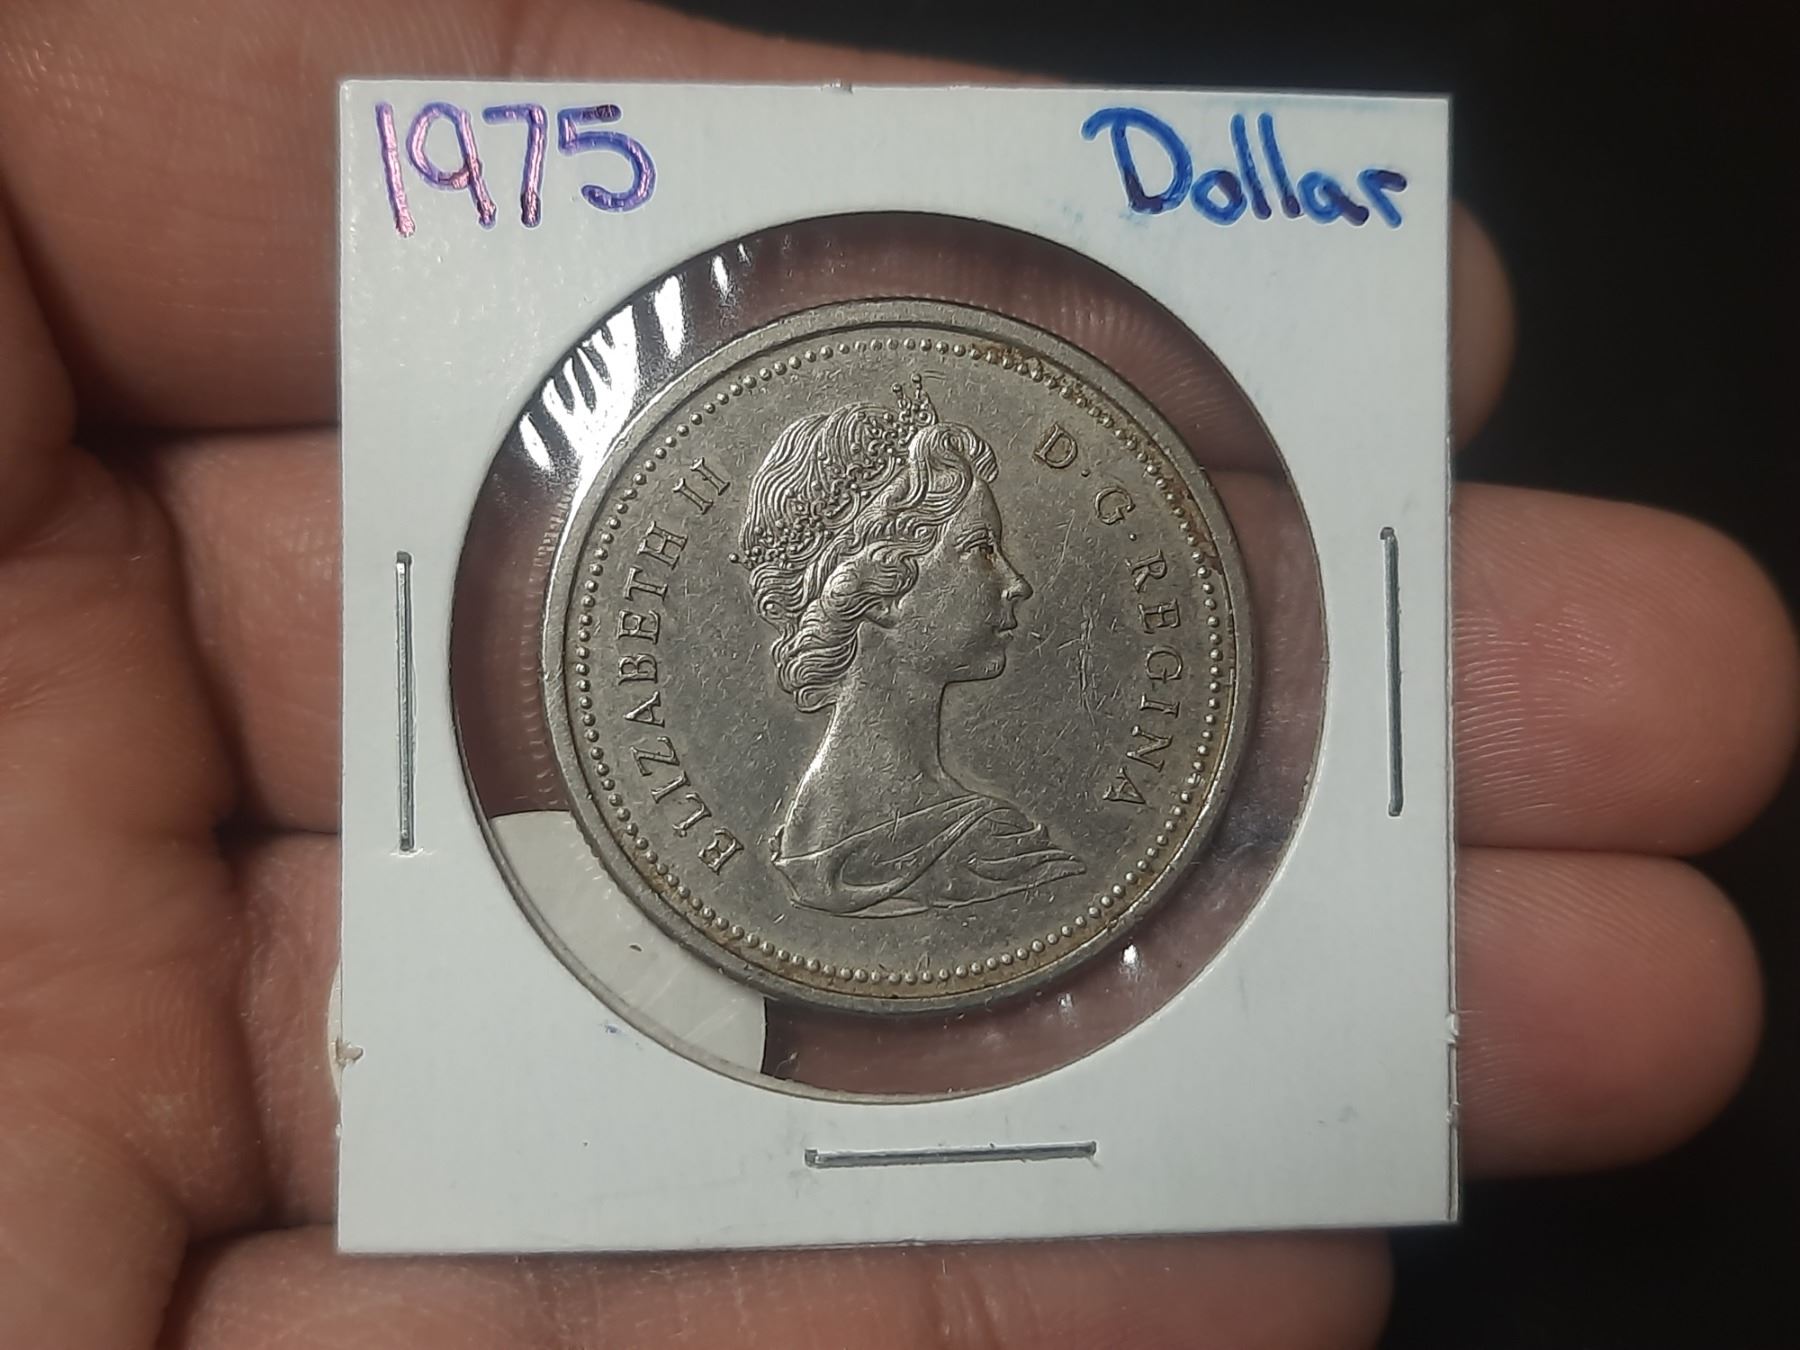 1975 Dollar
ELIZABETH II D.G.REGINA